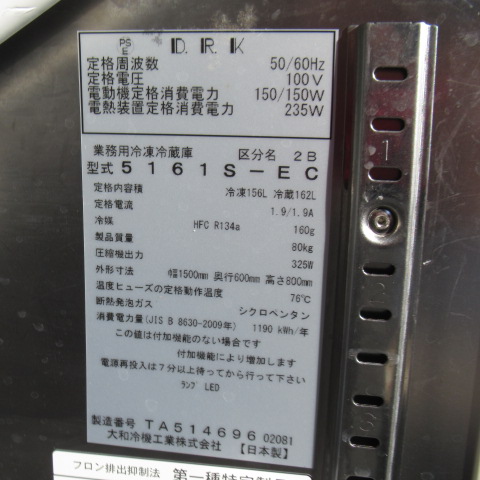 PS E D.R.K
定格周波数 50/60Hz
定格電圧 100V
電動機定格消費電力 150/150W
電熱装置定格消費電力 235W
業務用冷凍冷蔵庫 区分名 2B
型式 5161S-EC
定格内容積 冷凍156L 冷蔵162L
定格電流 1.9/1.9A
冷媒 HFC R134a 160g
製品質量 80kg
圧縮機出力 325W
外形寸法 幅1500mm 奥行600mm 高さ800mm
温度ヒューズの定格動作温度 76℃
断熱発泡ガス シクロペンタン
消費電力量(JIS B 8630-2009年) 1190 kWh/年
この値は付加機能のない場合です
付加機能により増加します
電源再投入は7分以上待ってから行って下さい
ランプ LED
製造番号 TA514696 02081
大和冷機工業株式会社 【日本製】
フロン排出抑制法 第一種特定製品
1